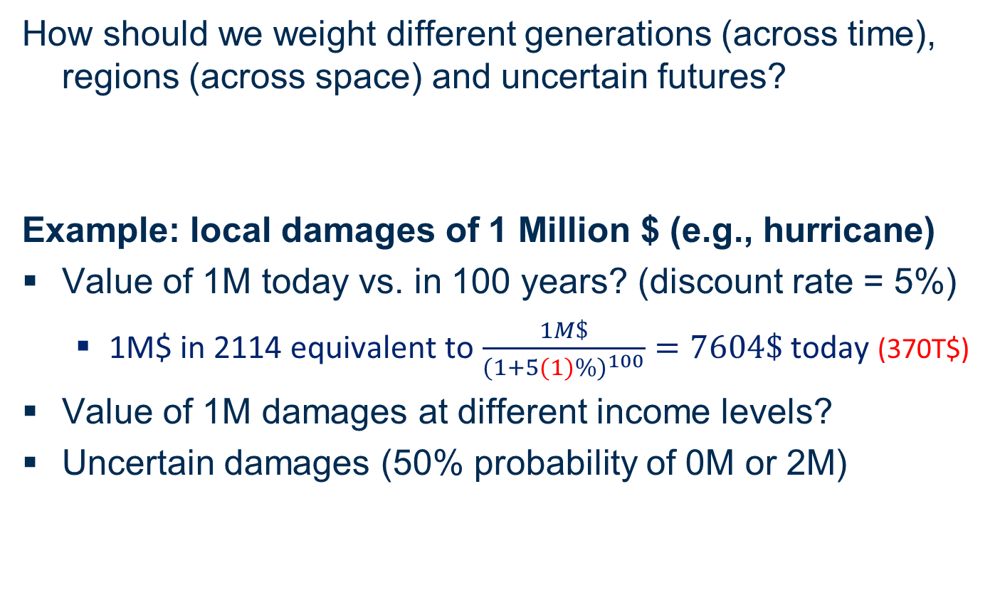 How should we weight different generations (across time),
regions (across space) and uncertain futures?
Example: local damages of 1 Million $ (e.g., hurricane)
▪ Value of 1M today vs. in 100 years? (discount rate = 5%)
▪ 1M$ in 2114 equivalent to \frac{1M$}{(1+5(1)%)^{100}} = 7604$ today (370T$)
▪ Value of 1M damages at different income levels?
▪ Uncertain damages (50% probability of 0M or 2M)